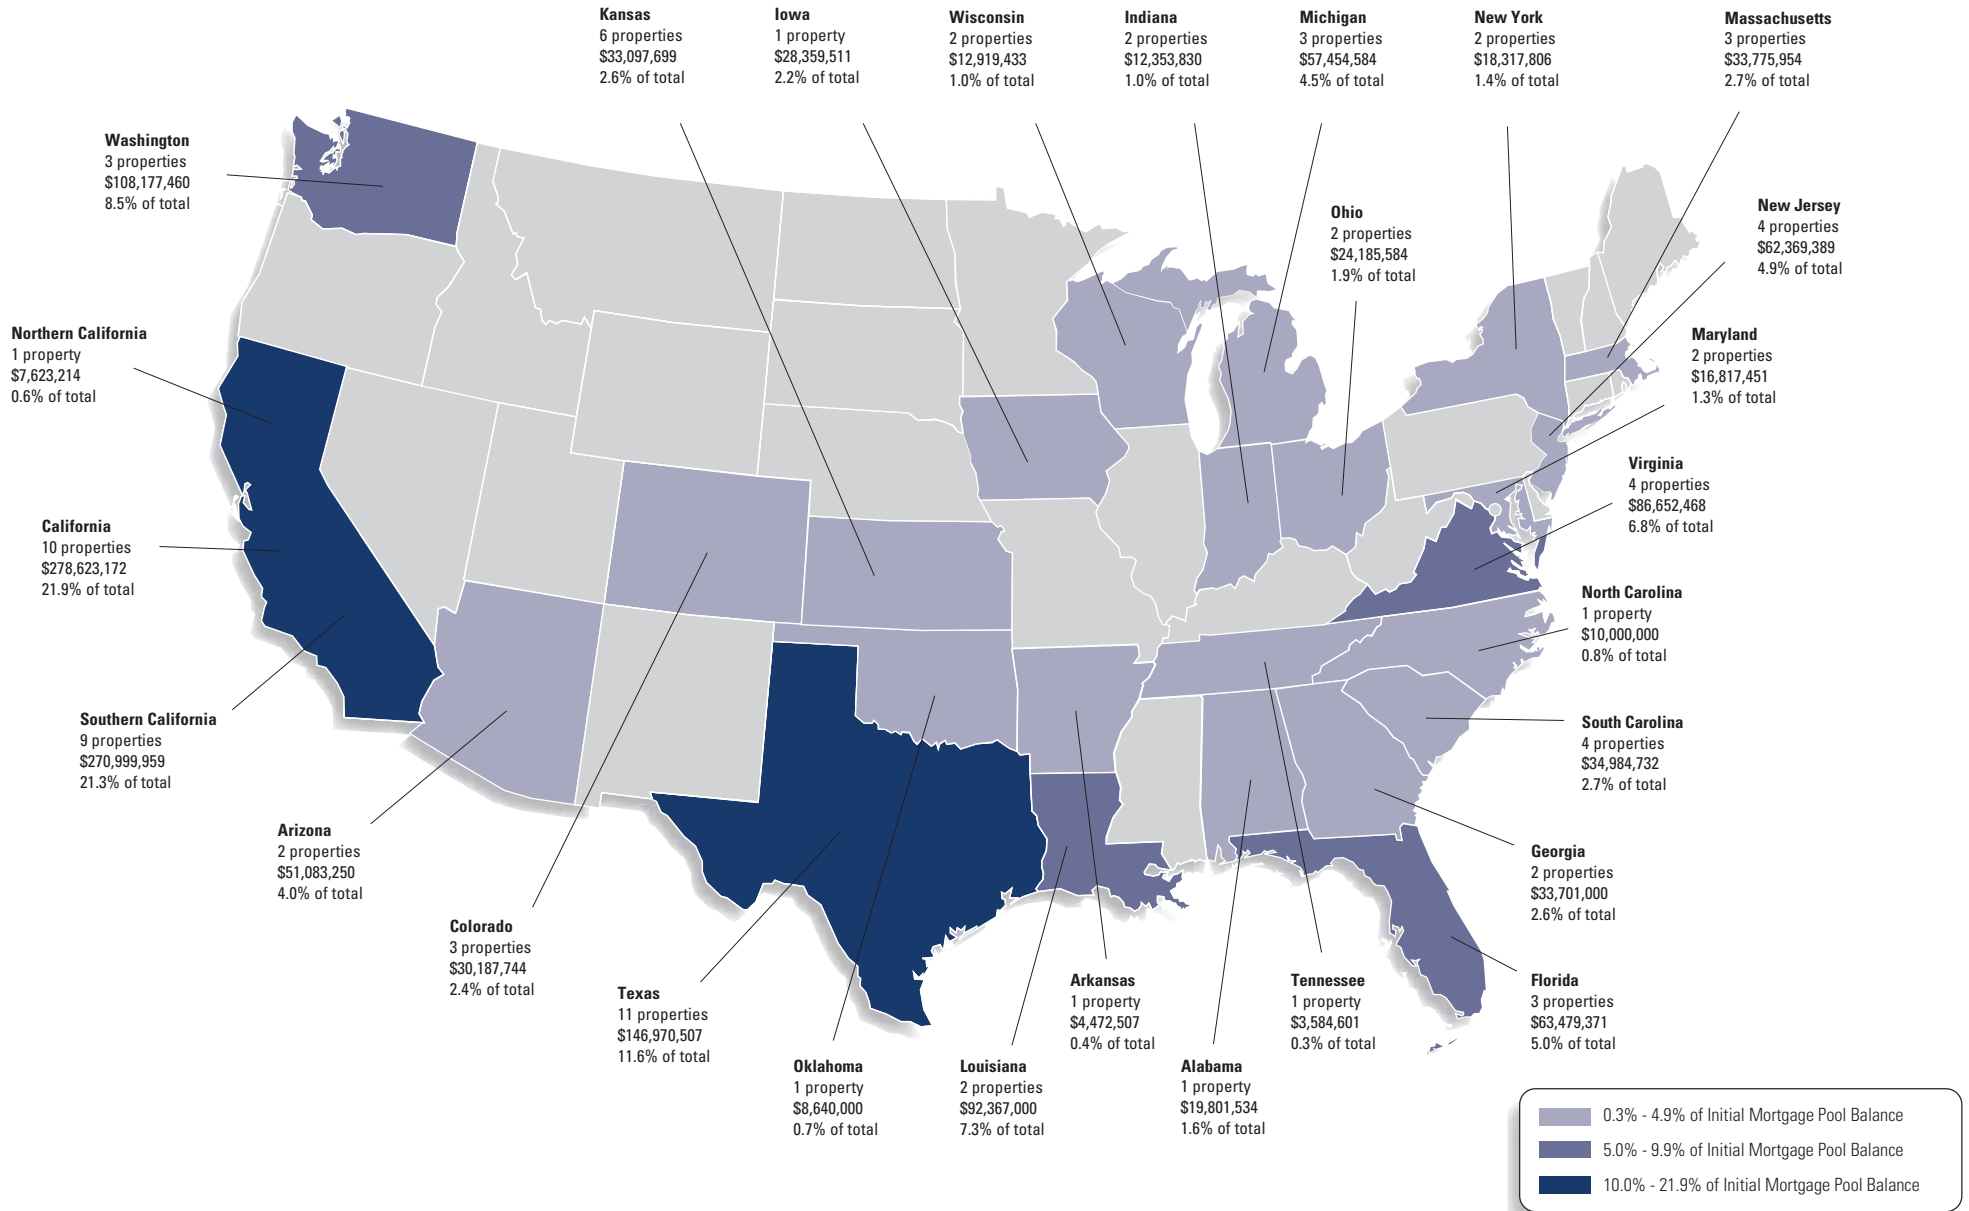 Kansas
6 properties
$33,097,699
2.6% of total
Iowa
1 property
$28,359,511
2.2% of total
Wisconsin
2 properties
$12,919,433
1.0% of total
Indiana
2 properties
$12,353,830
1.0% of total
Michigan
3 properties
$57,454,584
4.5% of total
New York
2 properties
$18,317,806
1.4% of total
Massachusetts
3 properties
$33,775,954
2.7% of total
Washington
3 properties
$108,177,460
8.5% of total
Ohio
2 properties
$24,185,584
1.9% of total
New Jersey
4 properties
$62,369,389
4.9% of total
Northern California
1 property
$7,623,214
0.6% of total
Maryland
2 properties
$16,817,451
1.3% of total
Virginia
4 properties
$86,652,468
6.8% of total
California
10 properties
$278,623,172
21.9% of total
North Carolina
1 property
$10,000,000
0.8% of total
Southern California
9 properties
$270,999,959
21.3% of total
South Carolina
4 properties
$34,984,732
2.7% of total
Arizona
2 properties
$51,083,250
4.0% of total
Georgia
2 properties
$33,701,000
2.6% of total
Colorado
3 properties
$30,187,744
2.4% of total
Texas
11 properties
$146,970,507
11.6% of total
Arkansas
1 property
$4,472,507
0.4% of total
Tennessee
1 property
$3,584,601
0.3% of total
Florida
3 properties
$63,479,371
5.0% of total
Oklahoma
1 property
$8,640,000
0.7% of total
Louisiana
2 properties
$92,367,000
7.3% of total
Alabama
1 property
$19,801,534
1.6% of total
0.3% - 4.9% of Initial Mortgage Pool Balance
5.0% - 9.9% of Initial Mortgage Pool Balance
10.0% - 21.9% of Initial Mortgage Pool Balance